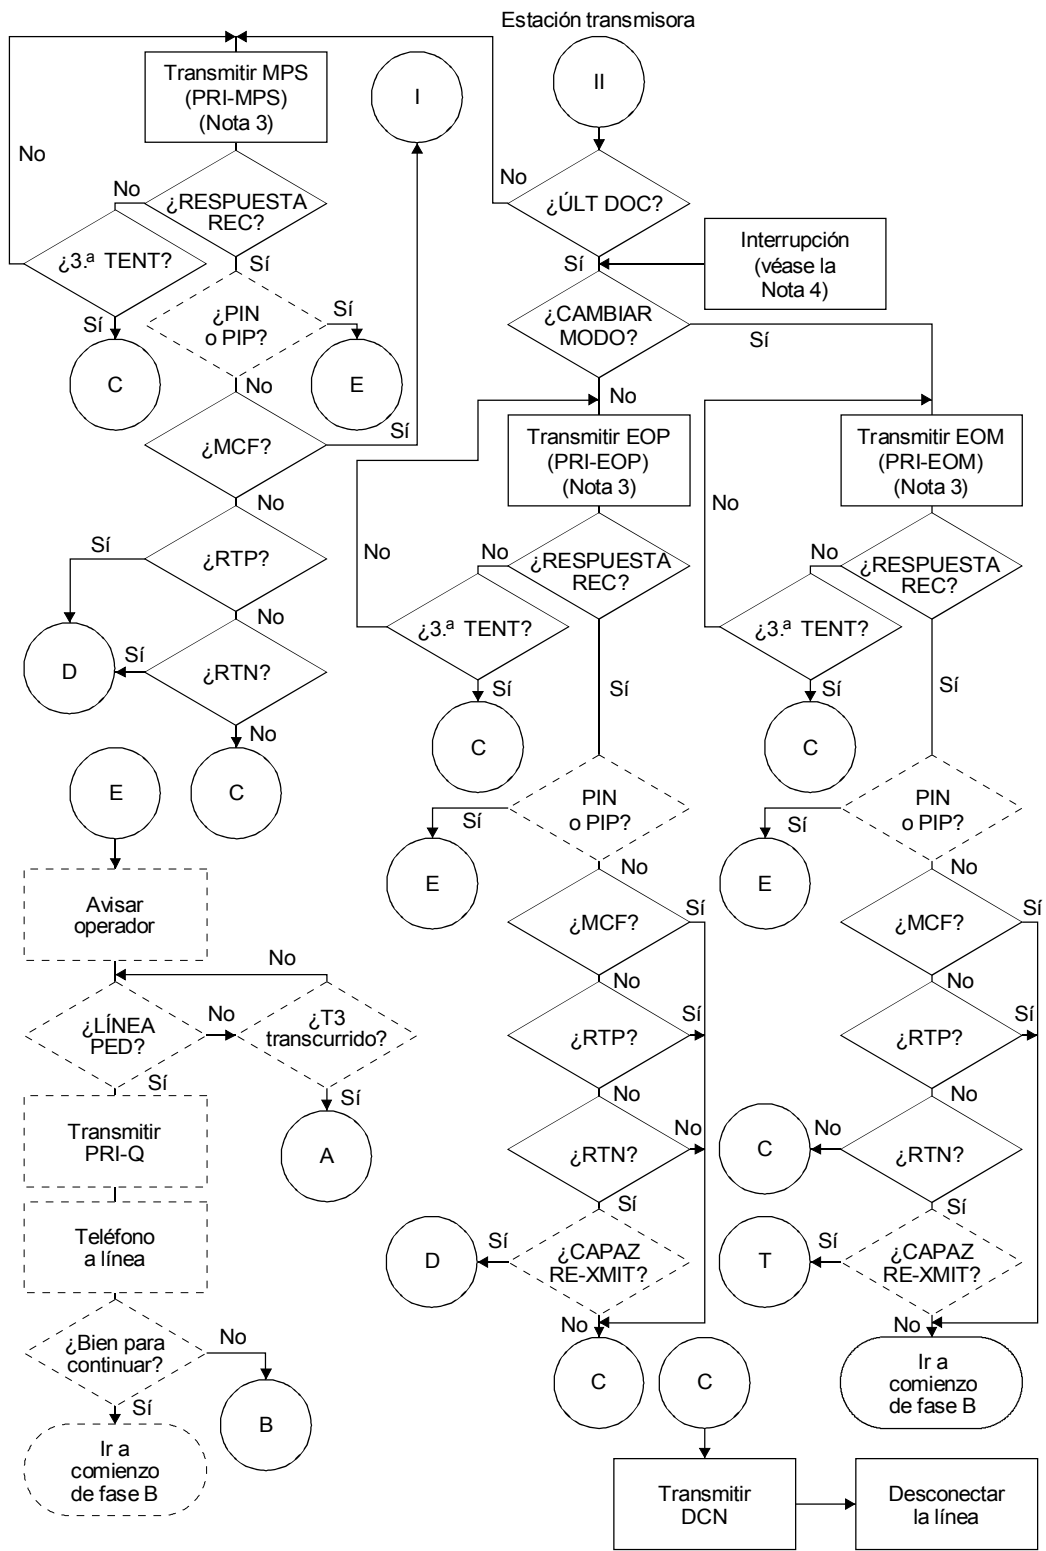 Estación transmisora
Transmitir MPS
(PRI-MPS)
(Nota 3)
I
II
No
No
¿RESPUESTA
REC?
No
¿ÚLT DOC?
¿3.ª TENT?
Sí
Sí
Interrupción
(véase la
Nota 4)
Sí
¿PIN
o PIP?
Sí
¿CAMBIAR
MODO?
Sí
C
E
No
No
¿MCF?
Sí
Transmitir EOP
(PRI-EOP)
(Nota 3)
Transmitir EOM
(PRI-EOM)
(Nota 3)
No
No
Sí
¿RTP?
No
No
¿RESPUESTA
REC?
No
¿RESPUESTA
REC?
No
¿3.ª TENT?
¿3.ª TENT?
D
Sí
¿RTN?
Sí
Sí
Sí
Sí
No
C
C
E
C
PIN
o PIP?
Sí
PIN
o PIP?
Sí
No
No
E
E
Avisar
operador
¿MCF?
Sí
¿MCF?
Sí
No
No
No
¿LÍNEA
PED?
No
¿T3
transcurrido?
¿RTP?
Sí
¿RTP?
Sí
Sí
Sí
No
No
Transmitir
PRI-Q
A
¿RTN?
No
C
No
¿RTN?
Sí
Sí
Teléfono
a línea
D
Sí
¿CAPAZ
RE-XMIT?
T
Sí
¿CAPAZ
RE-XMIT?
No
No
¿Bien para
continuar?
No
Sí
B
C
C
Ir a
comienzo
de fase B
Ir a
comienzo
de fase B
Transmitir
DCN
Desconectar
la línea